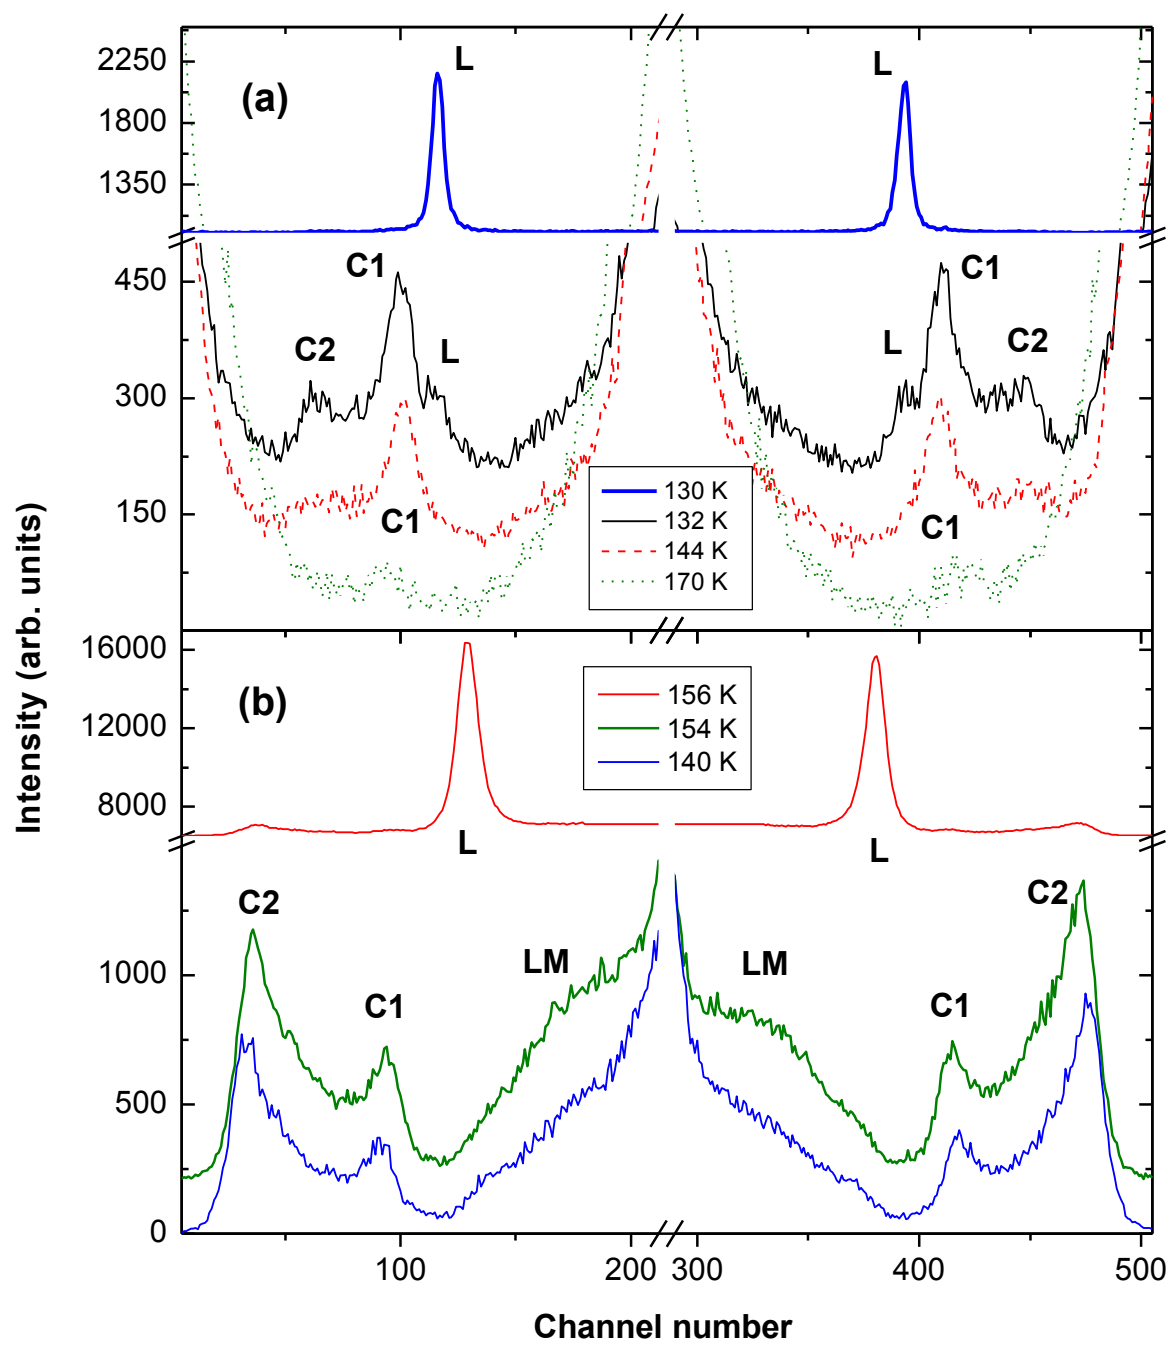 (a)
L
L
2250
1800
1350
C1
C1
C2
L
L
C2
450
300
150
C1
C1
130 K
132 K
144 K
170 K
Intensity (arb. units)
(b)
156 K
154 K
140 K
16000
12000
8000
L
L
C2
C2
LM
LM
C1
C1
1000
500
0
100
200
300
400
500
Channel number